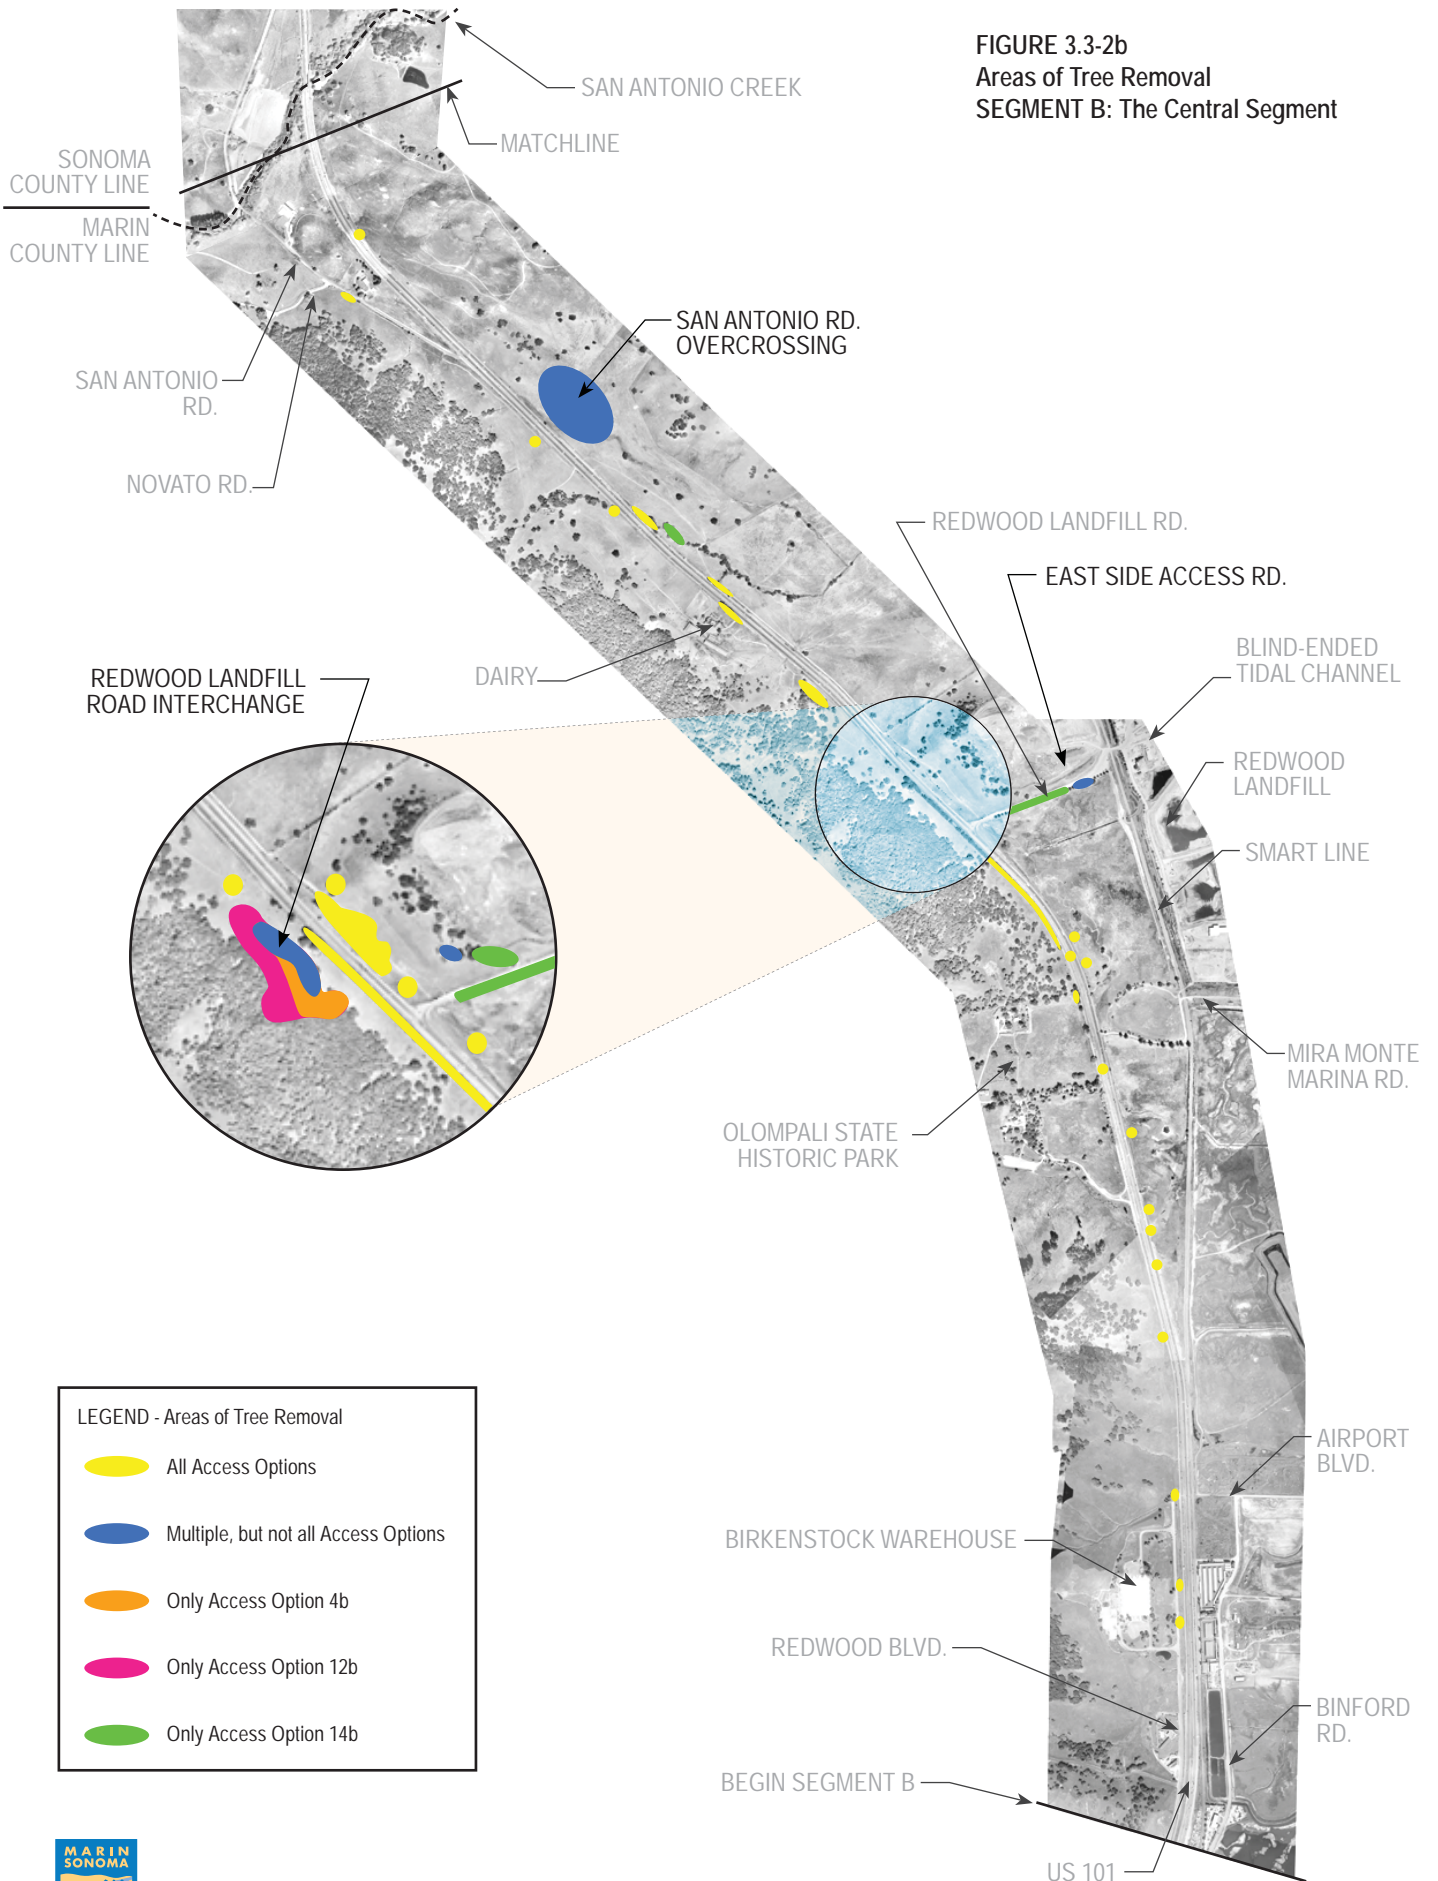 FIGURE 3.3-2b
Areas of Tree Removal
SEGMENT B: The Central Segment
SAN ANTONIO CREEK
MATCHLINE
SONOMA
COUNTY LINE
MARIN
COUNTY LINE
SAN ANTONIO RD.
OVERCROSSING
SAN ANTONIO
RD.
NOVATO RD.
REDWOOD LANDFILL RD.
EAST SIDE ACCESS RD.
BLIND-ENDED
TIDAL CHANNEL
DAIRY
REDWOOD LANDFILL
ROAD INTERCHANGE
REDWOOD
LANDFILL
SMART LINE
MIRA MONTE
MARINA RD.
OLOMPALI STATE
HISTORIC PARK
LEGEND - Areas of Tree Removal
All Access Options
Multiple, but not all Access Options
Only Access Option 4b
Only Access Option 12b
Only Access Option 14b
AIRPORT
BLVD.
BIRKENSTOCK WAREHOUSE
REDWOOD BLVD.
BINFORD
RD.
BEGIN SEGMENT B
US 101
MARIN
SONOMA